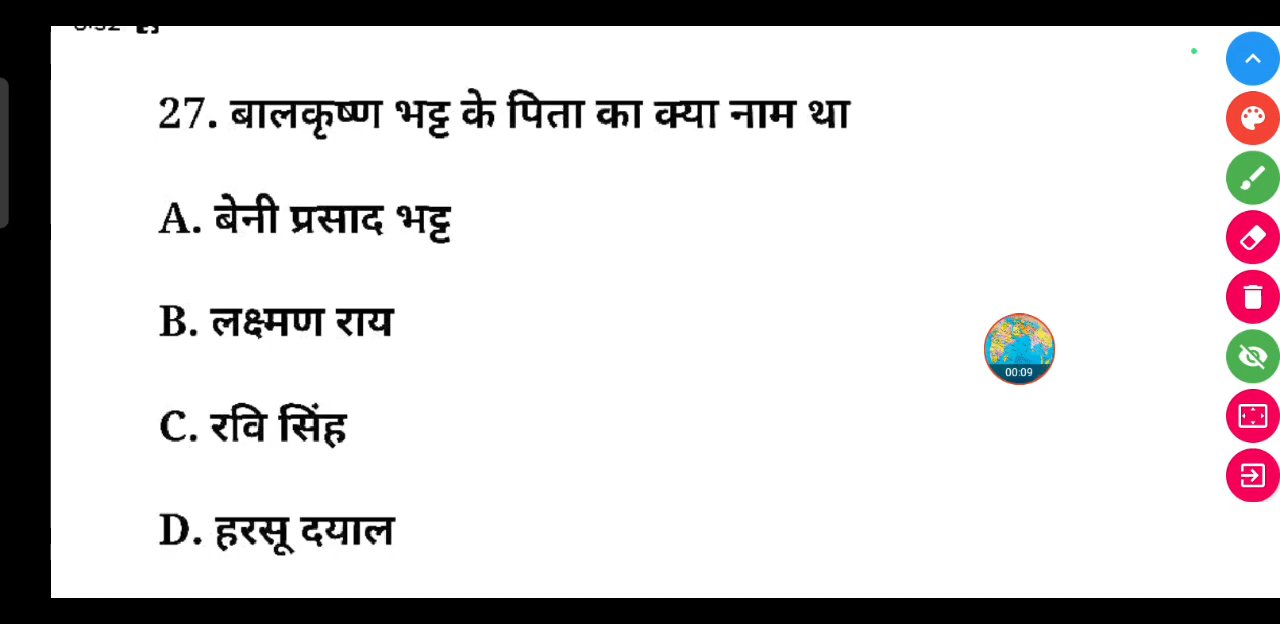 27. बालकृष्ण भट्ट के पिता का क्या नाम था
A. बेनी प्रसाद भट्ट
B. लक्ष्मण राय
C. रवि सिंह
D. हरसू दयाल
00:09